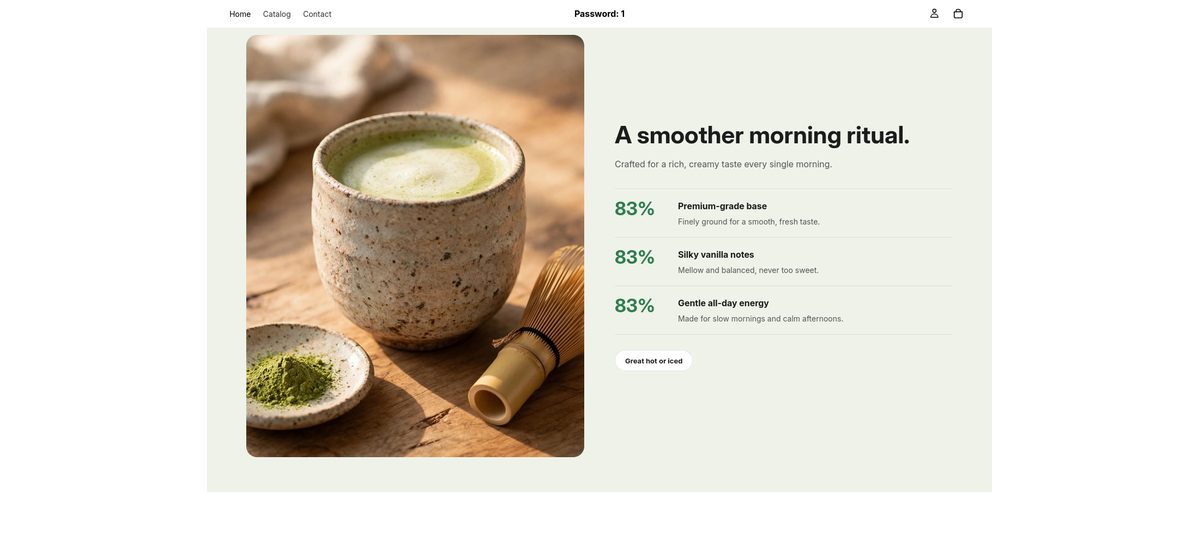 Home Catalog Contact Password: 1
A smoother morning ritual.
Crafted for a rich, creamy taste every single morning.
83% Premium-grade base
Finely ground for a smooth, fresh taste.
83% Silky vanilla notes
Mellow and balanced, never too sweet.
83% Gentle all-day energy
Made for slow mornings and calm afternoons.
Great hot or iced